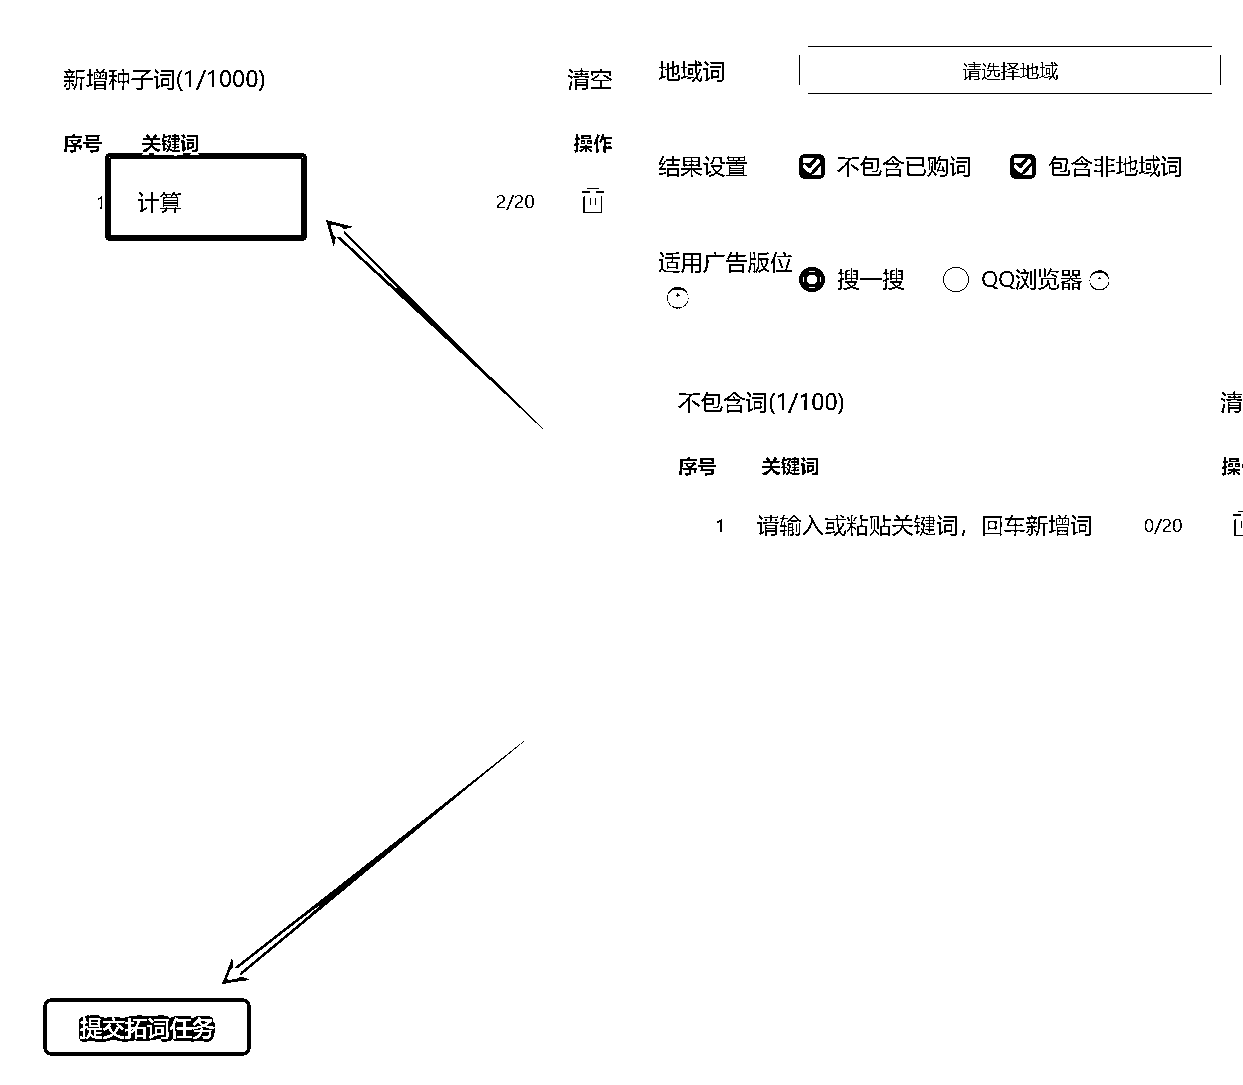 新增种子词(1/1000) 清空
序号 关键词 操作
1 计算 2/20
地域词 请选择地域
结果设置 不包含已购词 包含非地域词
适用广告版位 搜一搜 QQ浏览器
不包含词(1/100) 清
序号 关键词 操
1 请输入或粘贴关键词，回车新增词 0/20
提交拓词任务